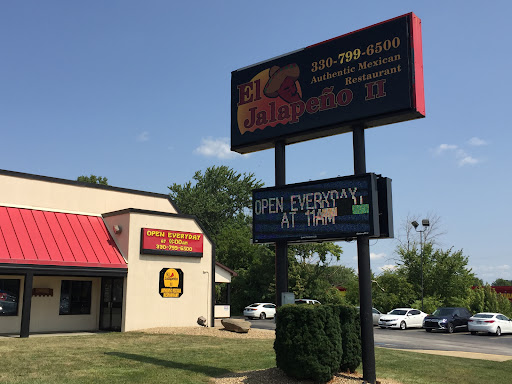 330-799-6500
Authentic Mexican
Restaurant
El
Jalapeño II
OPEN EVERYDAY
AT 11AM
OPEN EVERYDAY
330-799-6500